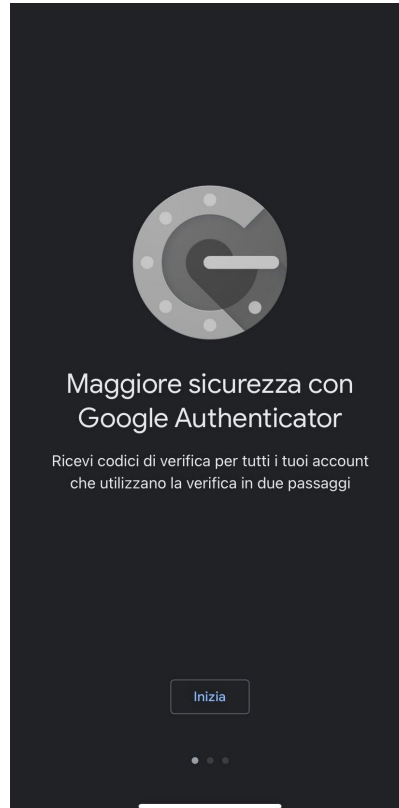 Maggiore sicurezza con
Google Authenticator
Ricevi codici di verifica per tutti i tuoi account
che utilizzano la verifica in due passaggi
Inizia